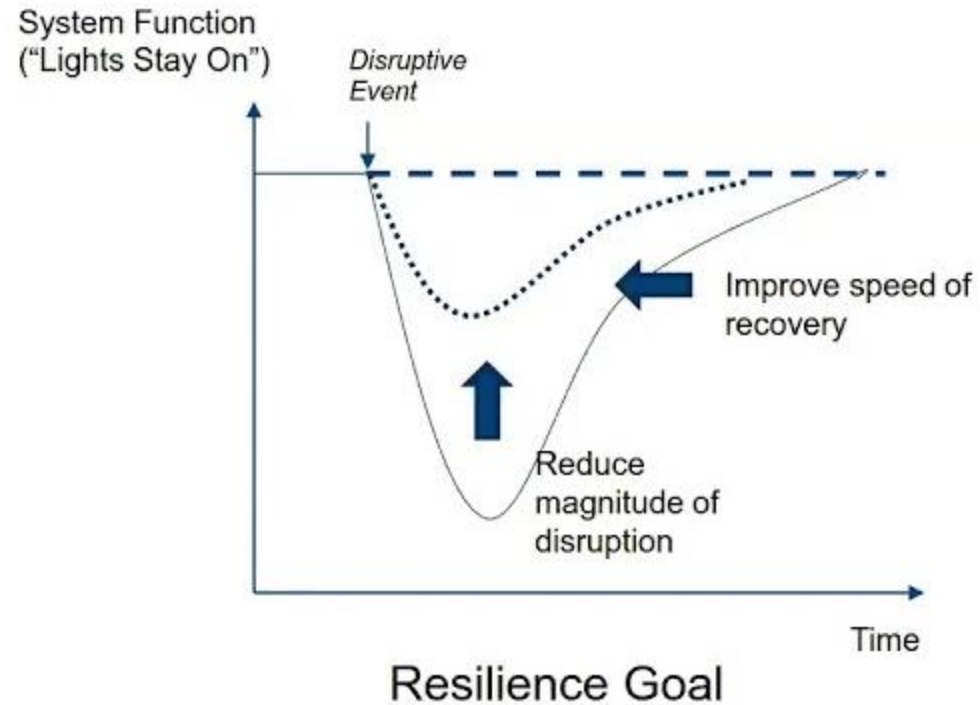 System Function
(“Lights Stay On”)
Disruptive
Event
Improve speed of
recovery
Reduce
magnitude of
disruption
Time
Resilience Goal